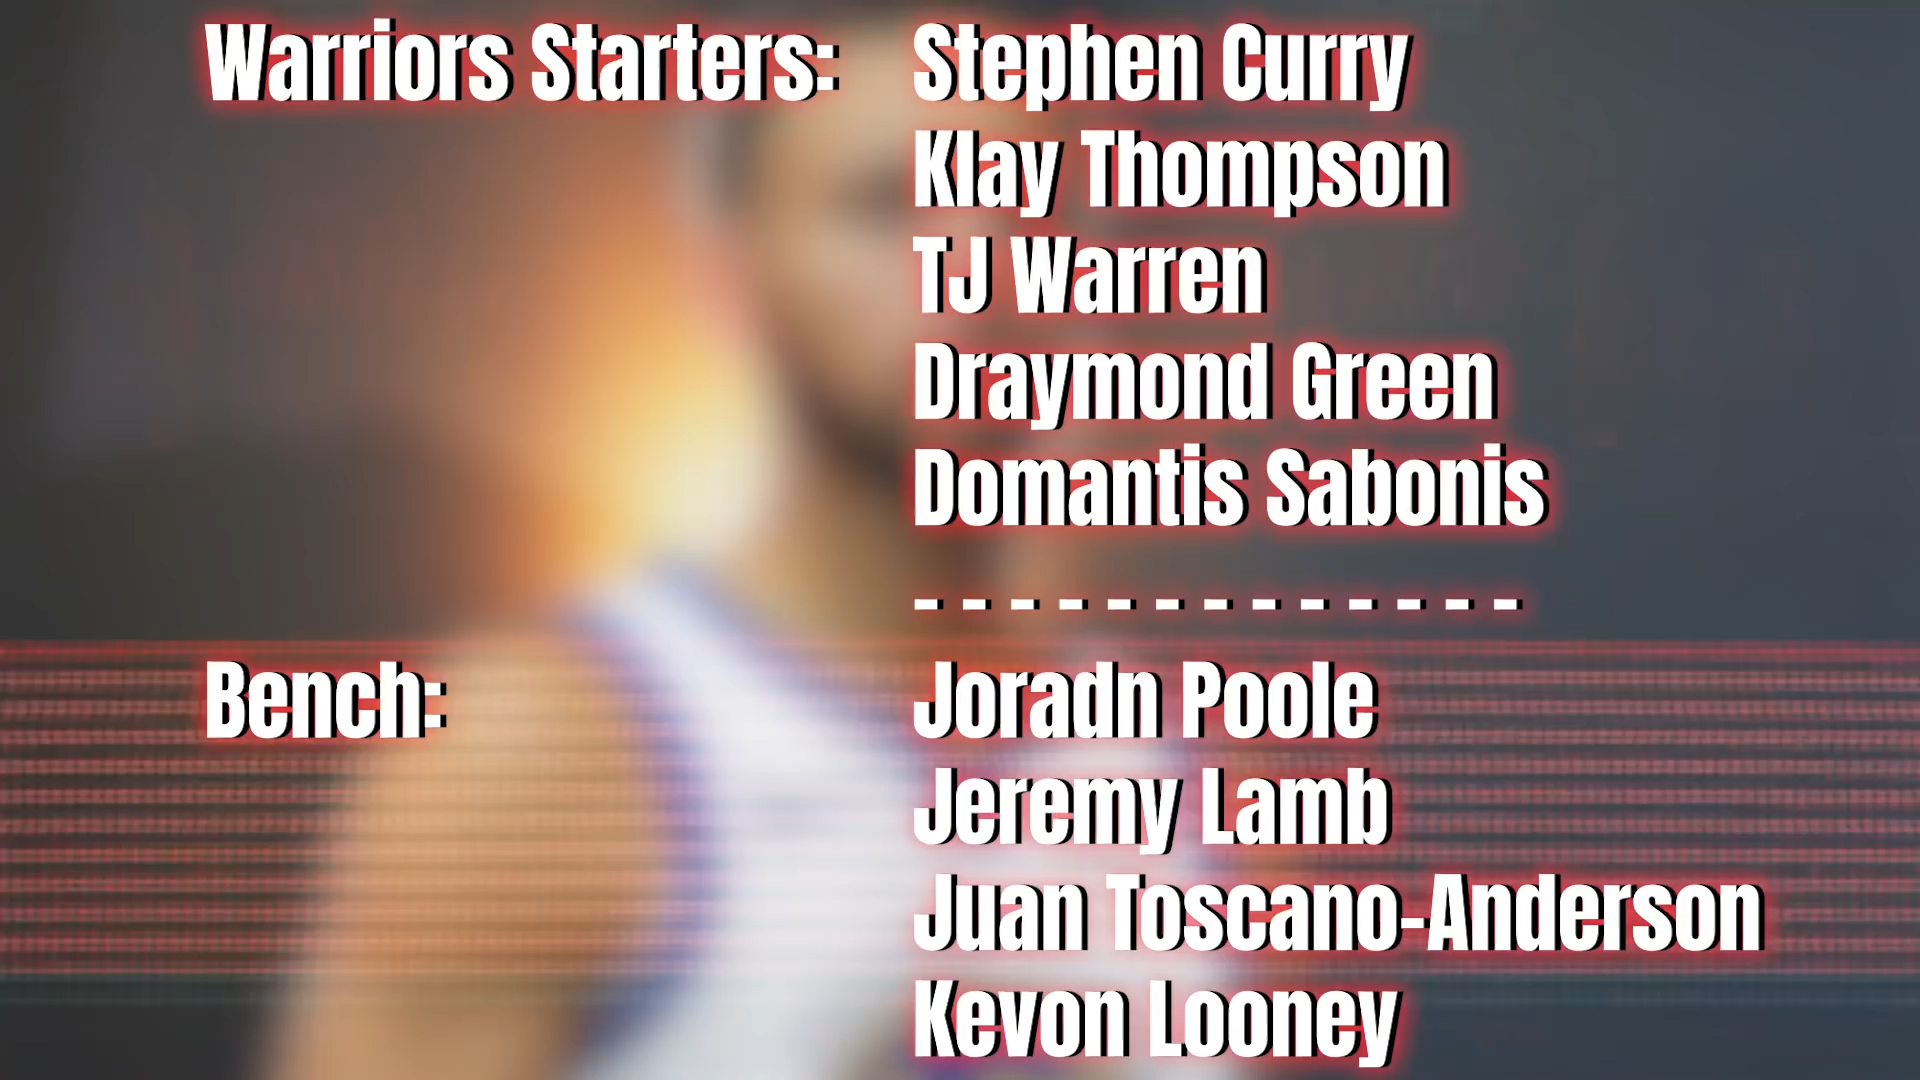 Warriors Starters: Stephen Curry
Klay Thompson
TJ Warren
Draymond Green
Domantis Sabonis
- - - - - - - - - - - - -
Bench: Joradn Poole
Jeremy Lamb
Juan Toscano-Anderson
Kevon Looney